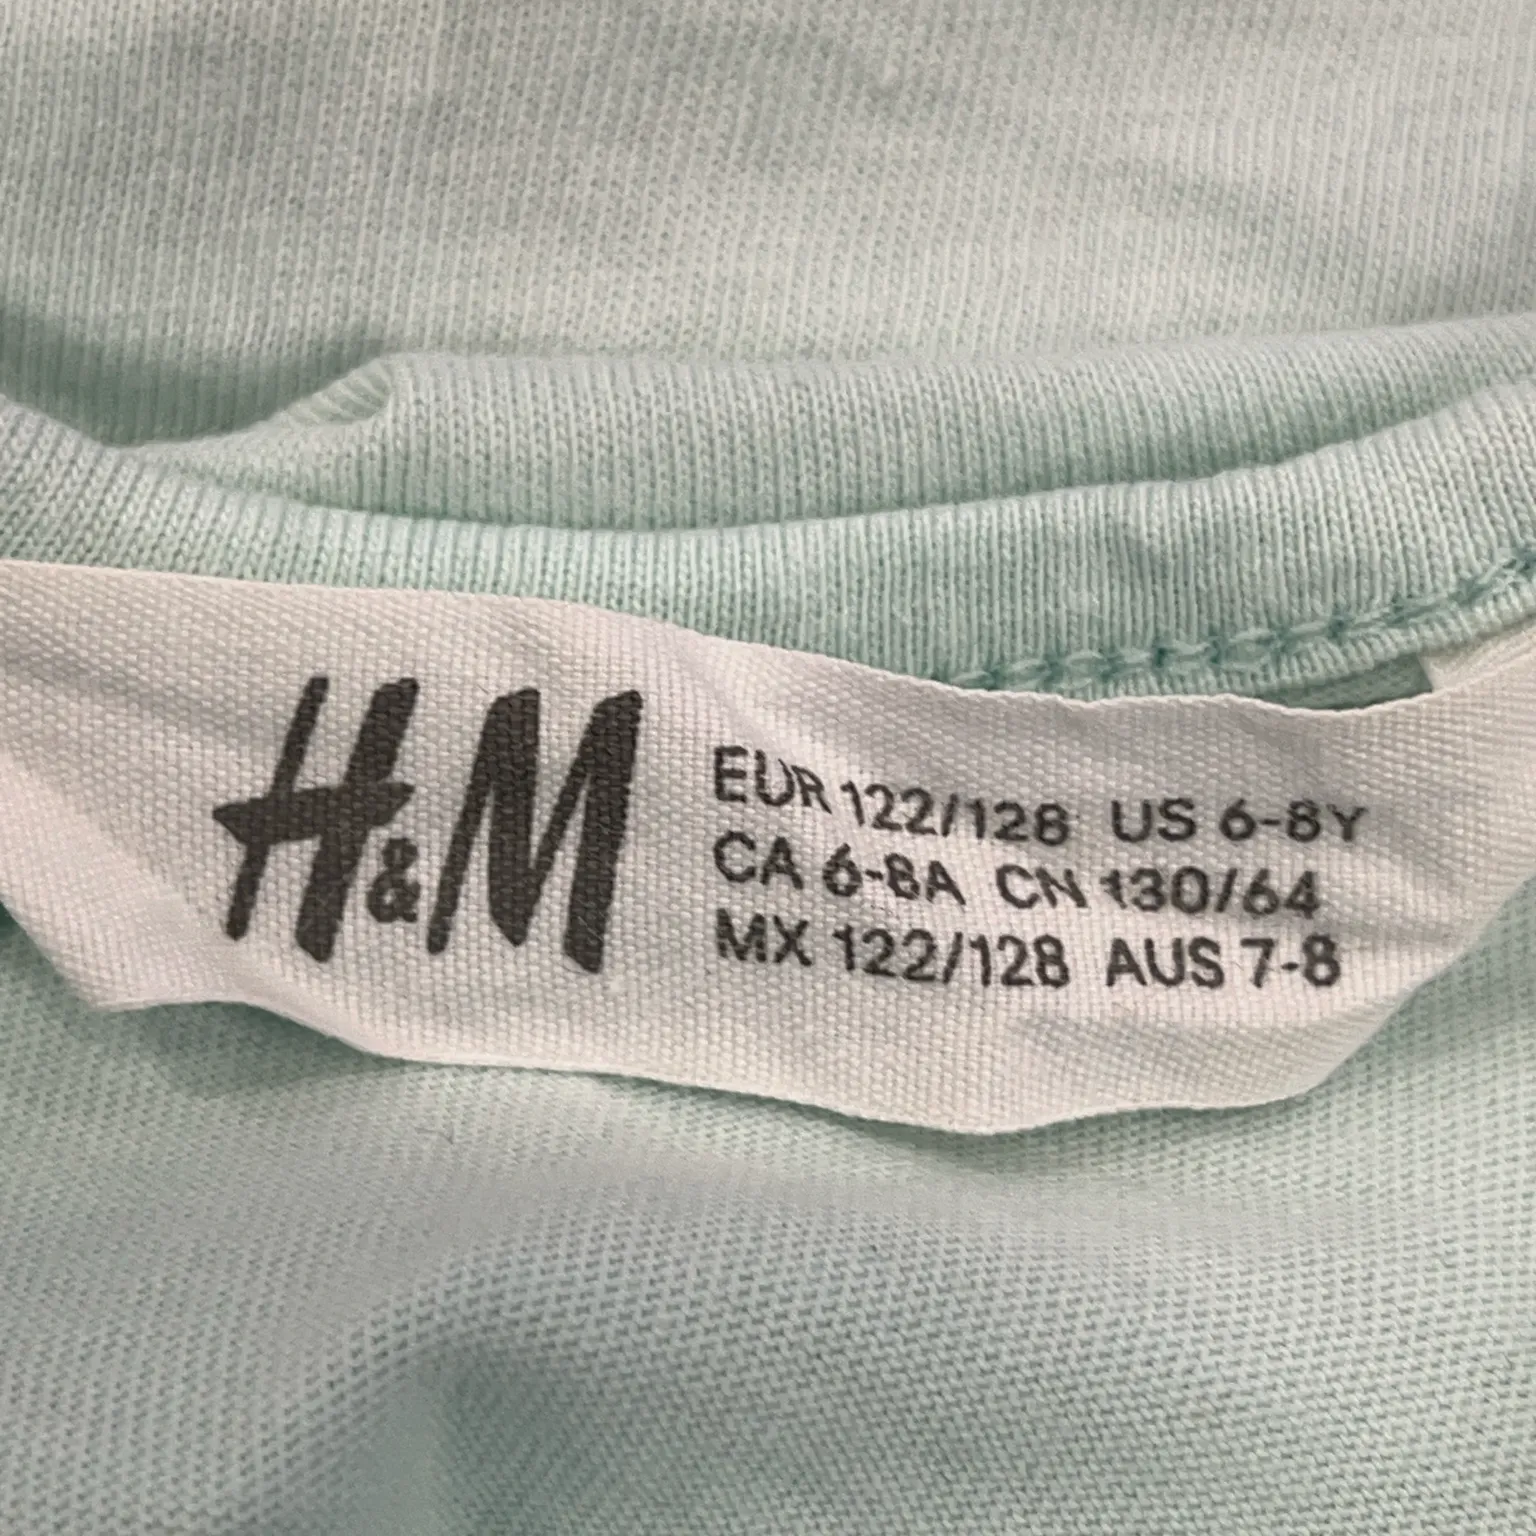 H&M
EUR 122/128 US 6-8Y
CA 6-8A CN 130/64
MX 122/128 AUS 7-8